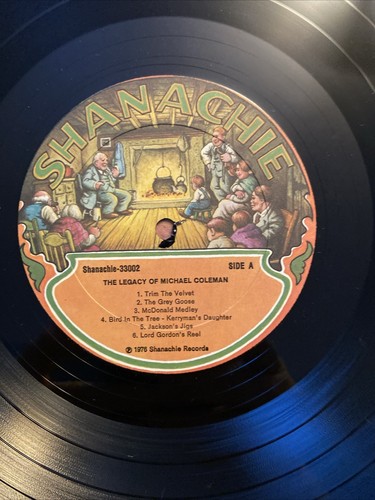 SHANACHIE
Shanachie-33002 SIDE A
THE LEGACY OF MICHAEL COLEMAN
1. Trim The Velvet
2. The Grey Goose
3. McDonald Medley
4. Bird In The Tree - Kerryman's Daughter
5. Jackson's Jigs
6. Lord Gordon's Reel
℗ 1976 Shanachie Records